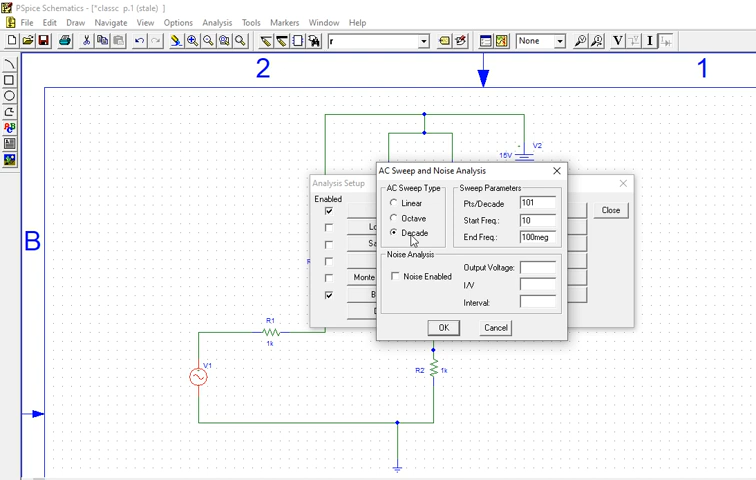 PSpice Schematics - [*classc p.1 (stale) ]
File Edit Draw Navigate View Options Analysis Tools Markers Window Help
r
None
V
I
2
1
B
V2
15V
Analysis Setup
Enabled
Close
Lo
Sa
Monte
B
D
AC Sweep and Noise Analysis
AC Sweep Type
Linear
Octave
Decade
Sweep Parameters
Pts/Decade 101
Start Freq.: 10
End Freq.: 100meg
Noise Analysis
Noise Enabled
Output Voltage:
I/V
Interval:
OK Cancel
R1
1k
V1
R2 1k